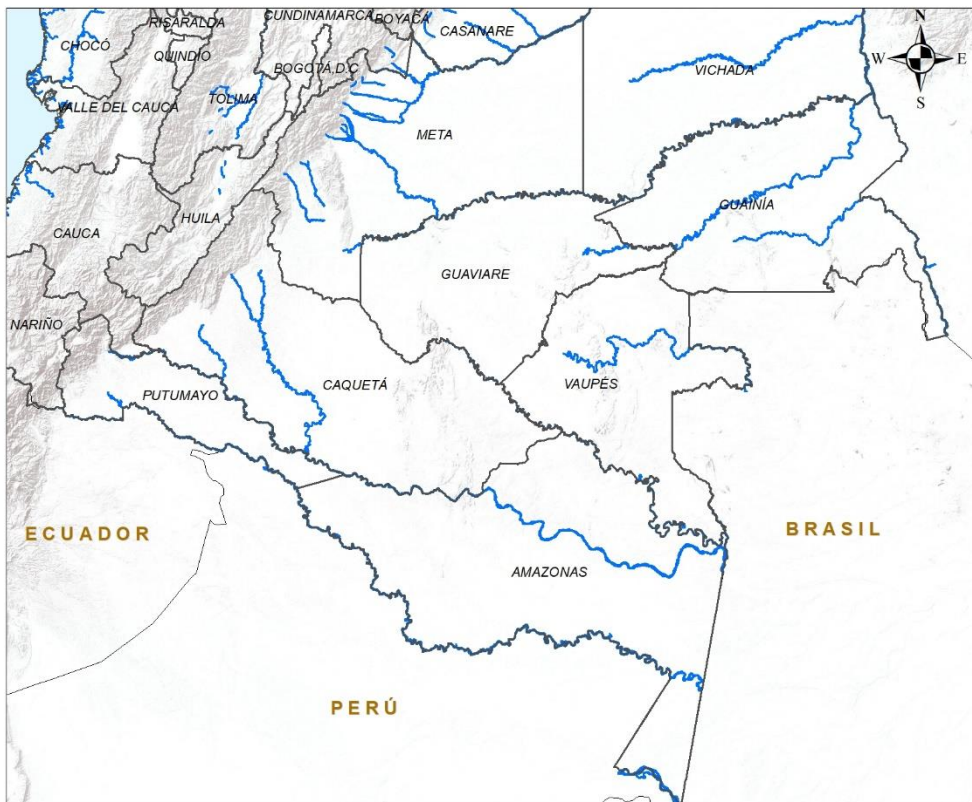 CUNDINAMARCA
BOYACÁ
RISARALDA
CASANARE
N
CHOCÓ
QUINDÍO
BOGOTÁ, D.C
W
E
VICHADA
VALLE DEL CAUCA
TOLIMA
S
META
GUAINÍA
HUILA
CAUCA
GUAVIARE
NARIÑO
CAQUETÁ
VAUPÉS
PUTUMAYO
ECUADOR
BRASIL
AMAZONAS
PERÚ